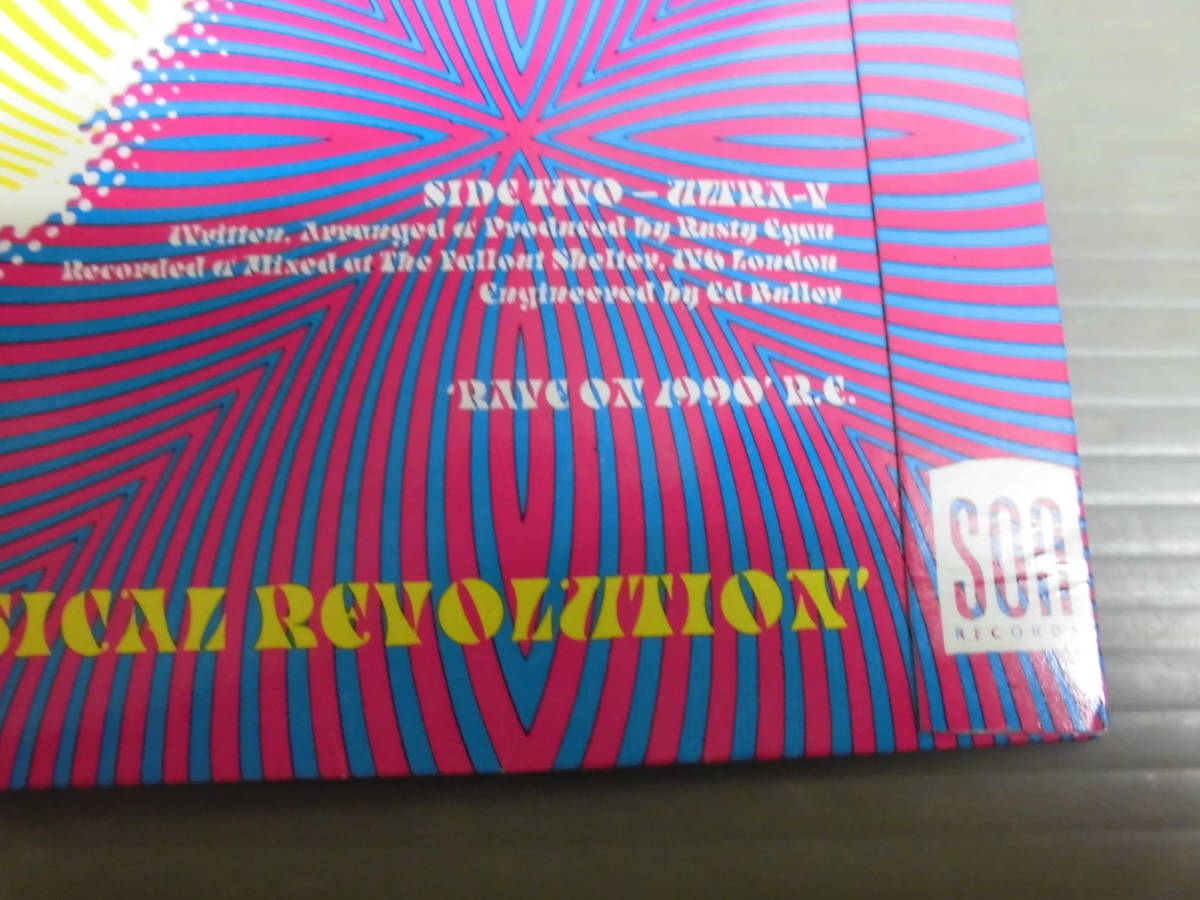 SIDE TWO — ULTRA-V
Written, Arranged & Produced by Rusty Egan
Recorded & Mixed at The Fallout Shelter, W6 London
Engineered by Ed Buller
'RAVE ON 1990' R.E.
SICAL REVOLUTION'
SOA
RECORDS